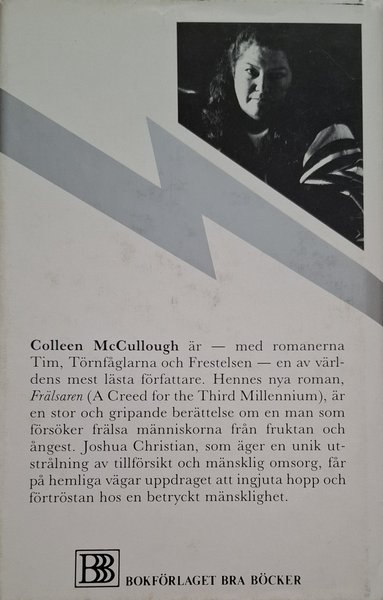 Colleen McCullough är — med romanerna
Tim, Törnfåglarna och Frestelsen — en av värl-
dens mest lästa författare. Hennes nya roman,
Frälsaren (A Creed for the Third Millennium), är
en stor och gripande berättelse om en man som
försöker frälsa människorna från fruktan och
ångest. Joshua Christian, som äger en unik ut-
strålning av tillförsikt och mänsklig omsorg, får
på hemliga vägar uppdraget att ingjuta hopp och
förtröstan hos en betryckt mänsklighet.
BBB BOKFÖRLAGET BRA BÖCKER